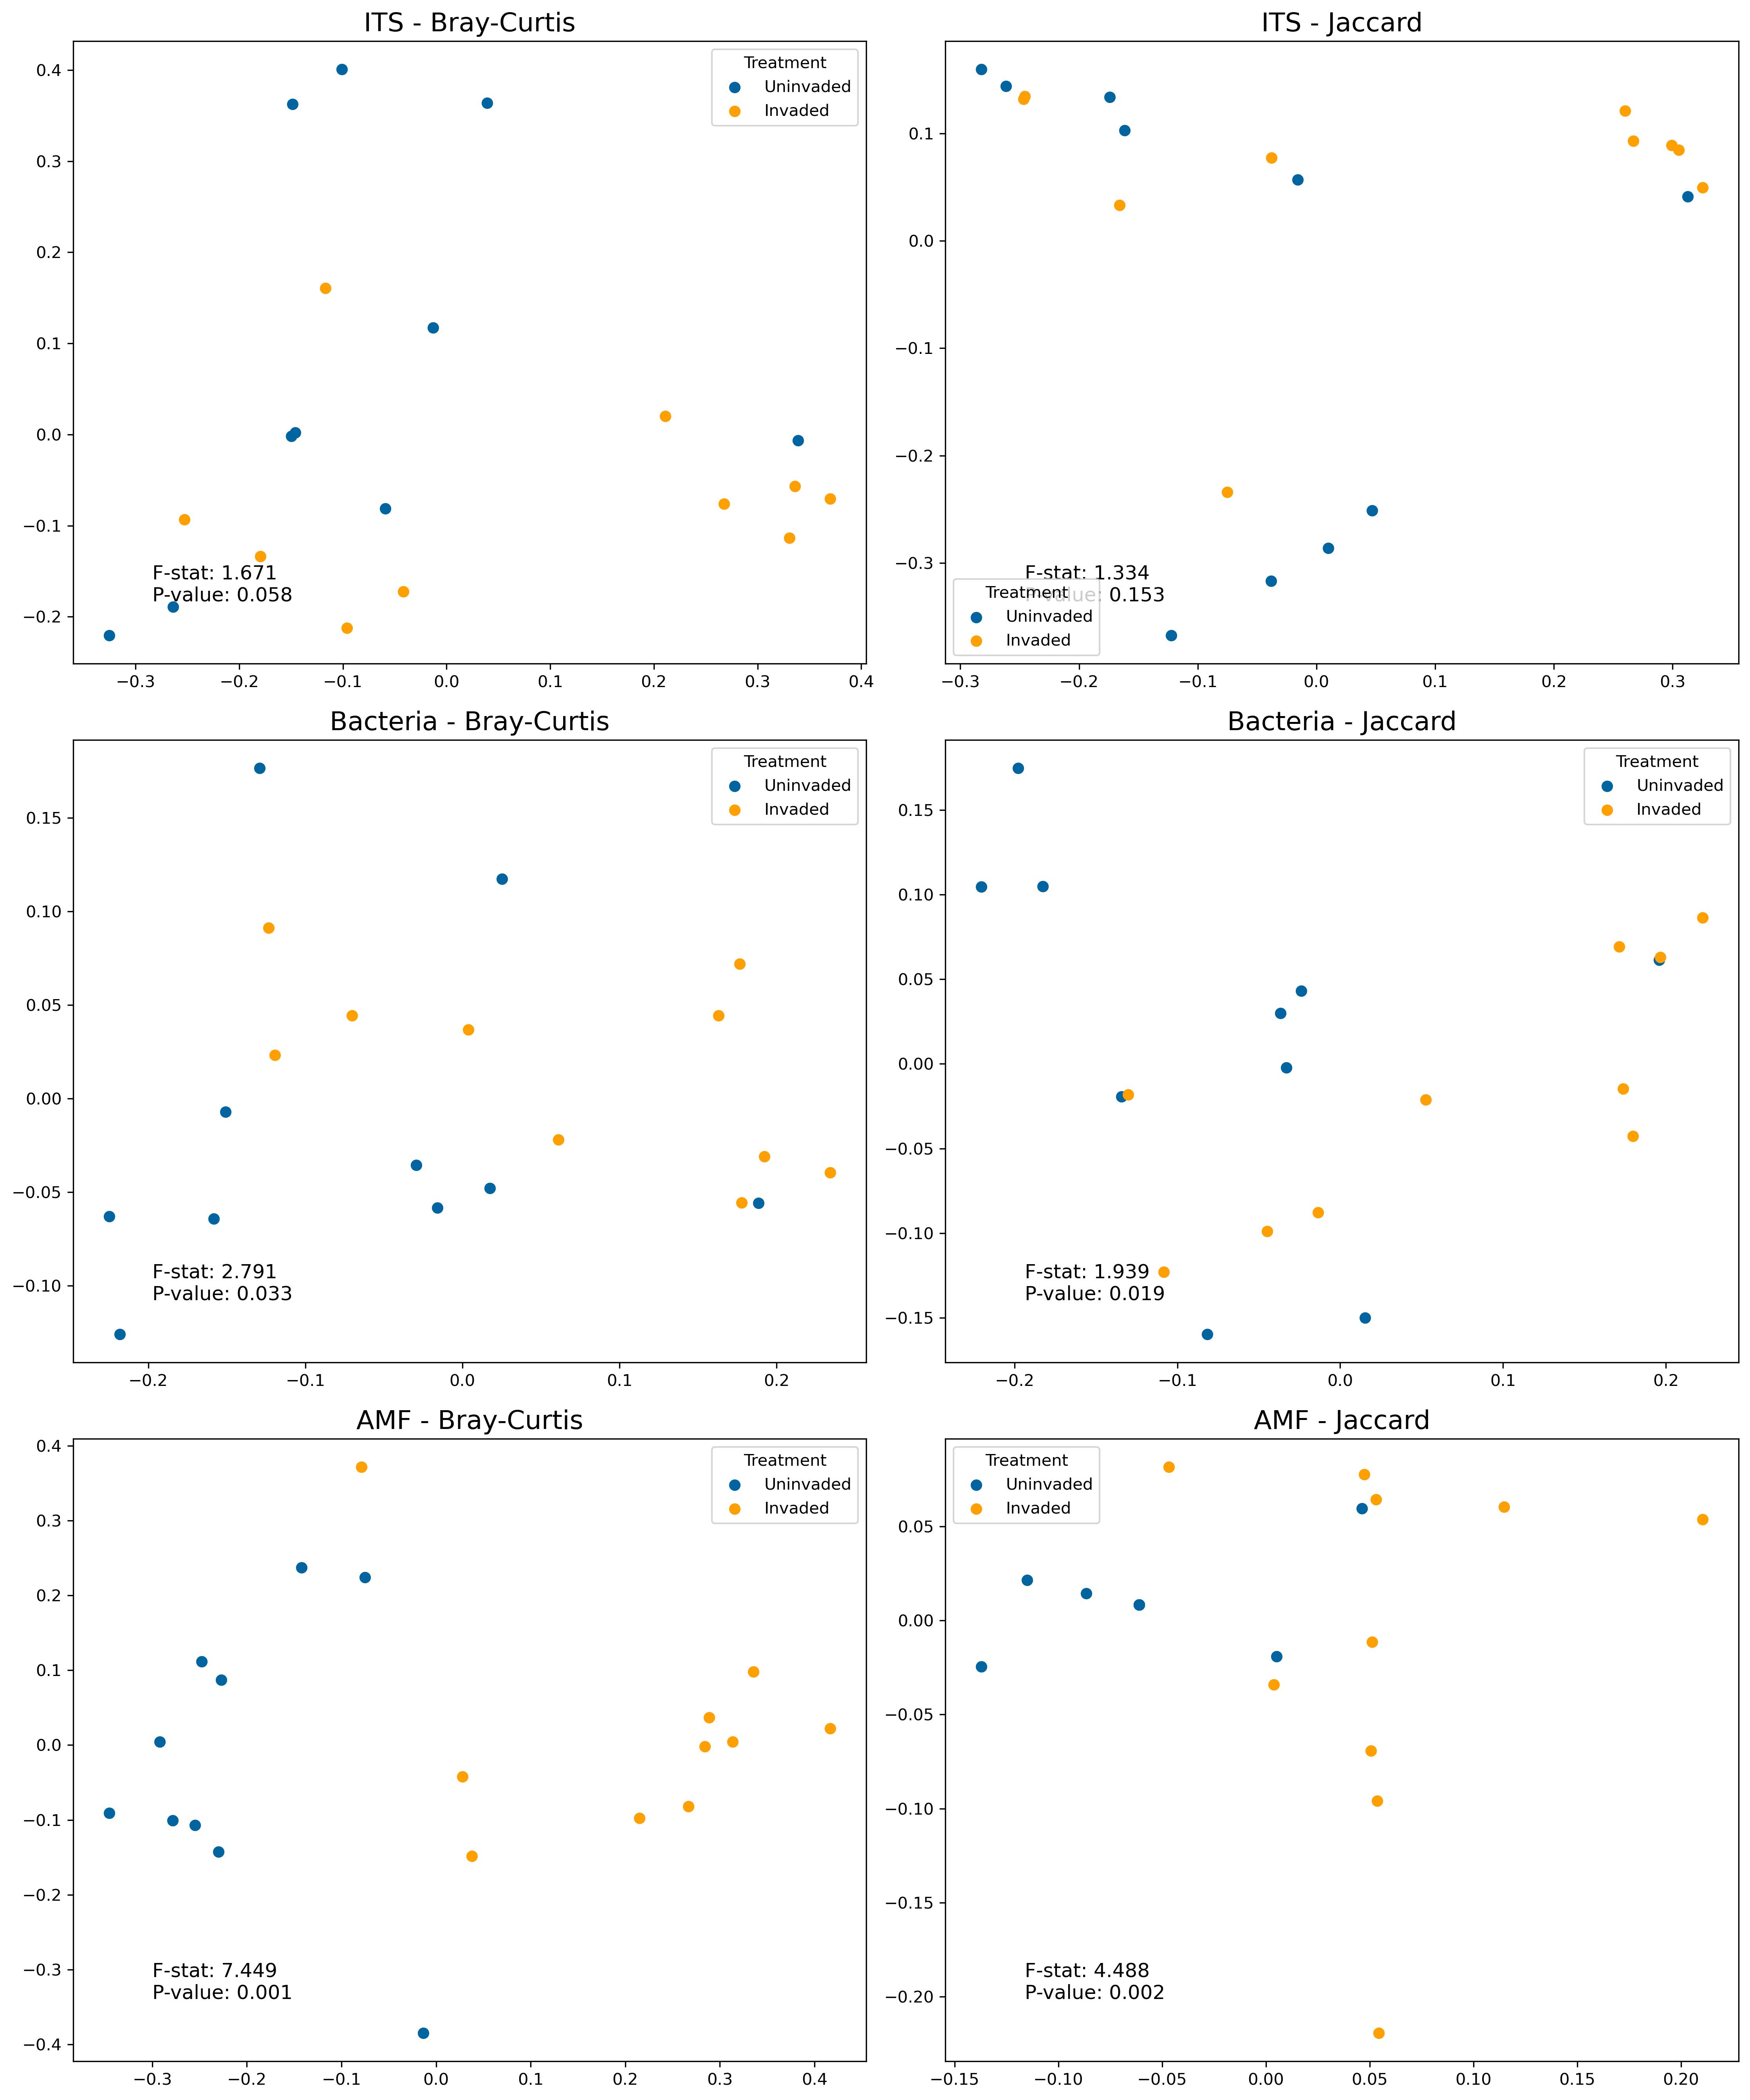 ITS - Bray-Curtis
Treatment
Uninvaded
Invaded
0.4
0.3
0.2
0.1
0.0
−0.1
−0.2
F-stat: 1.671
P-value: 0.058
−0.3 −0.2 −0.1 0.0 0.1 0.2 0.3 0.4
ITS - Jaccard
0.1
0.0
−0.1
−0.2
−0.3
F-stat: 1.334
P-value: 0.153
Treatment
Uninvaded
Invaded
−0.3 −0.2 −0.1 0.0 0.1 0.2 0.3
Bacteria - Bray-Curtis
Treatment
Uninvaded
Invaded
0.15
0.10
0.05
0.00
−0.05
−0.10
F-stat: 2.791
P-value: 0.033
−0.2 −0.1 0.0 0.1 0.2
Bacteria - Jaccard
Treatment
Uninvaded
Invaded
0.15
0.10
0.05
0.00
−0.05
−0.10
−0.15
F-stat: 1.939
P-value: 0.019
−0.2 −0.1 0.0 0.1 0.2
AMF - Bray-Curtis
Treatment
Uninvaded
Invaded
0.4
0.3
0.2
0.1
0.0
−0.1
−0.2
−0.3
−0.4
F-stat: 7.449
P-value: 0.001
−0.3 −0.2 −0.1 0.0 0.1 0.2 0.3 0.4
AMF - Jaccard
Treatment
Uninvaded
Invaded
0.05
0.00
−0.05
−0.10
−0.15
−0.20
F-stat: 4.488
P-value: 0.002
−0.15 −0.10 −0.05 0.00 0.05 0.10 0.15 0.20